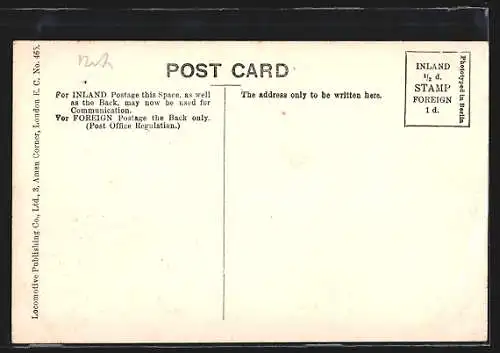 POST CARD
For INLAND Postage this Space, as well
as the Back, may now be used for
Communication.
For FOREIGN Postage the Back only.
(Post Office Regulation.)
The address only to be written here.
INLAND
½ d.
STAMP
FOREIGN
1 d.
Phototyped in Berlin
Locomotive Publishing Co., Ltd., 3, Amen Corner, London E. C. No. 465.